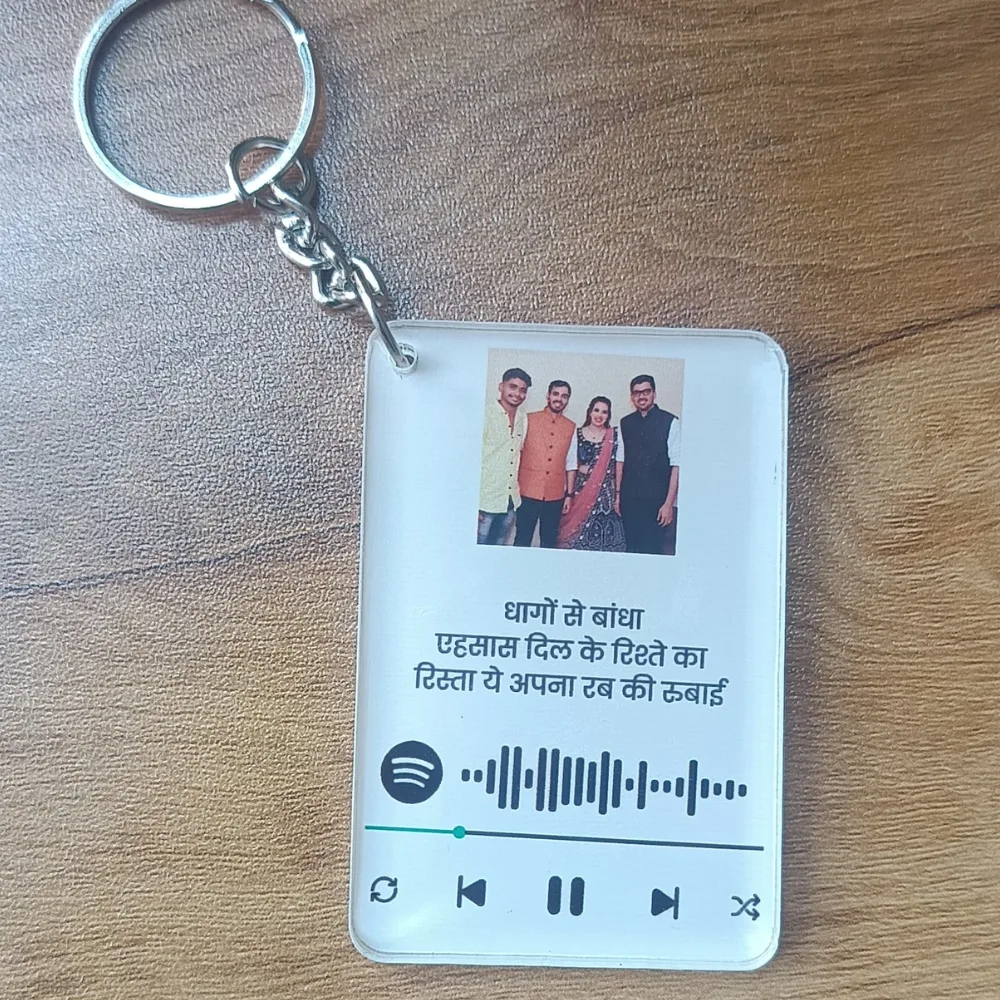 धागों से बांधा
एहसास दिल के रिश्ते का
रिस्ता ये अपना रब की रुबाई